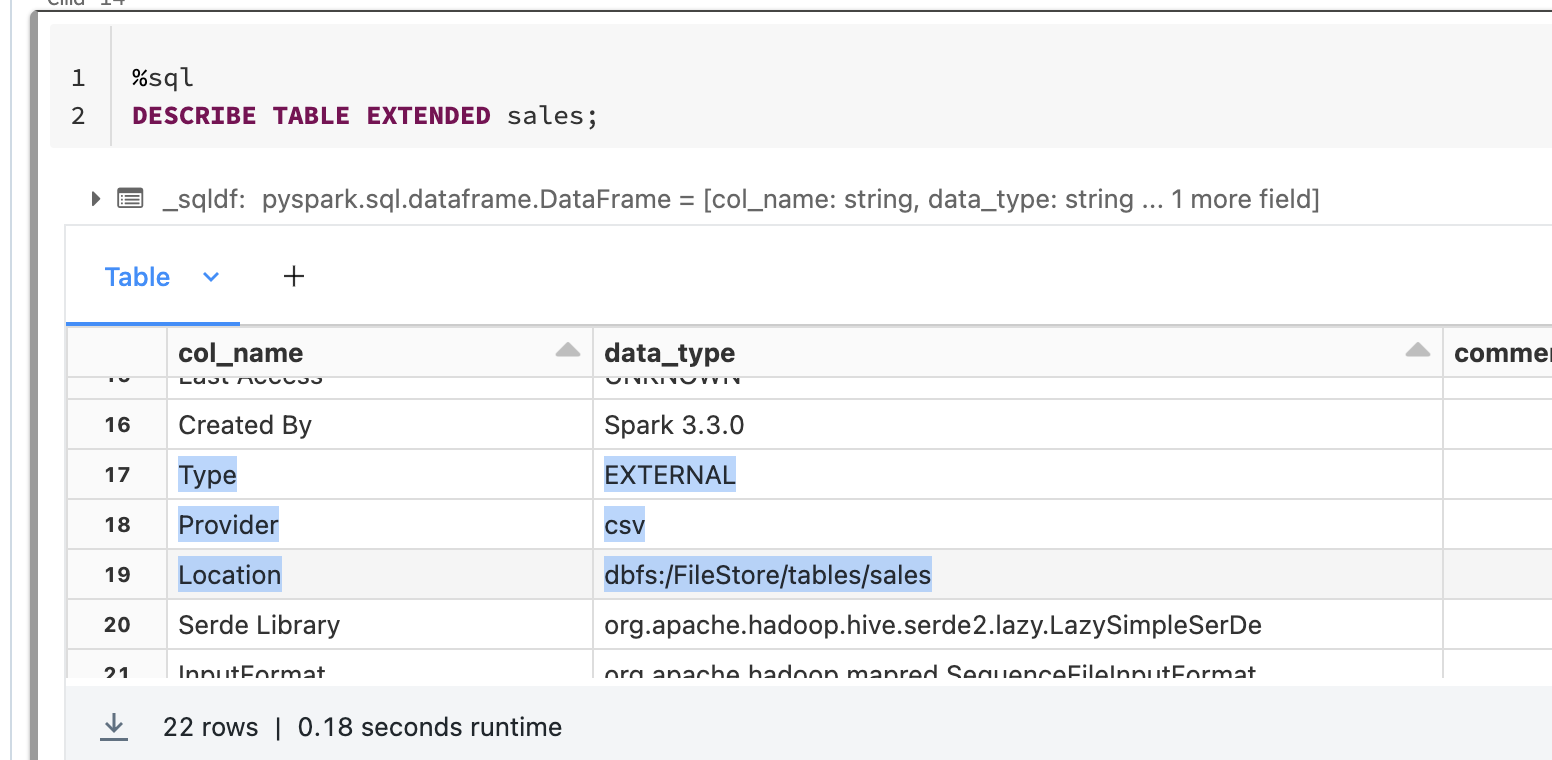 Cmd 14
1 %sql
2 DESCRIBE TABLE EXTENDED sales;
_sqldf: pyspark.sql.dataframe.DataFrame = [col_name: string, data_type: string ... 1 more field]
Table +
col_name data_type
15 Last Access UNKNOWN
16 Created By Spark 3.3.0
17 Type EXTERNAL
18 Provider csv
19 Location dbfs:/FileStore/tables/sales
20 Serde Library org.apache.hadoop.hive.serde2.lazy.LazySimpleSerDe
21 InputFormat org.apache.hadoop.mapred.SequenceFileInputFormat
22 rows | 0.18 seconds runtime